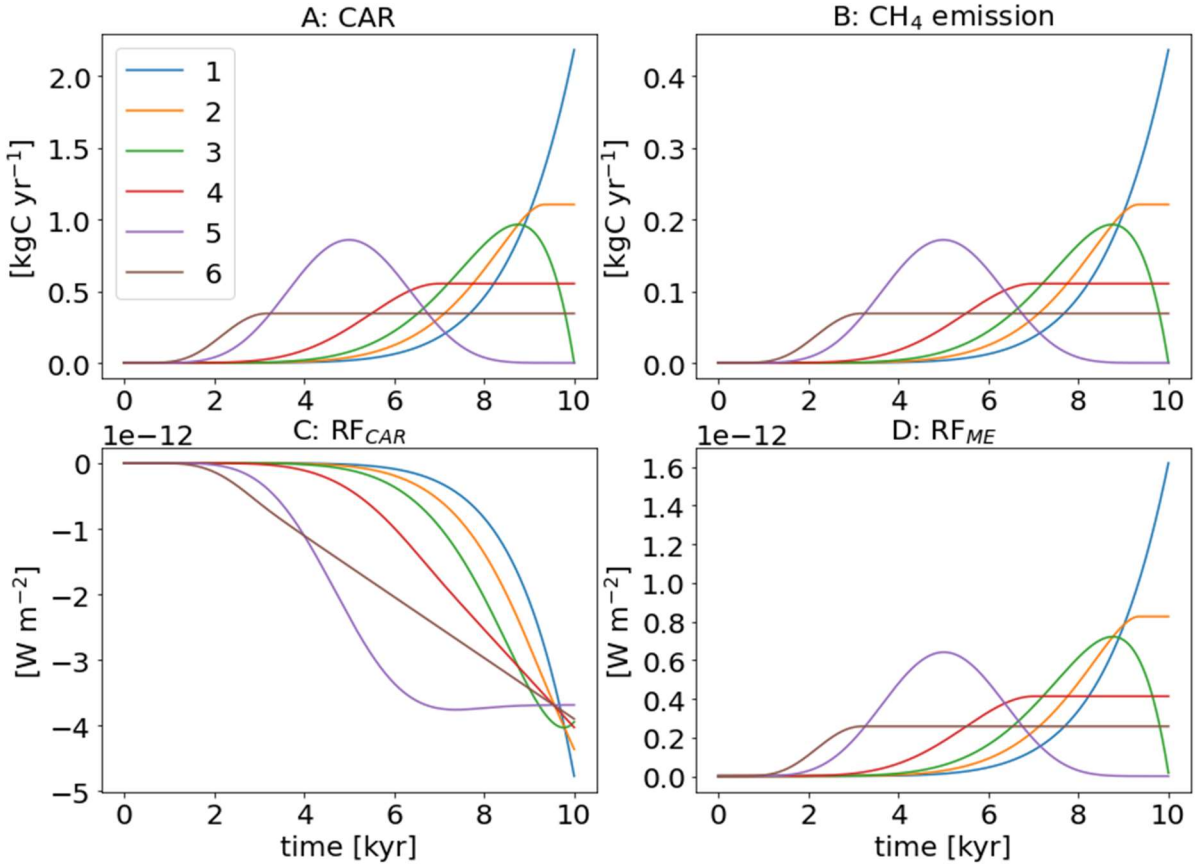 A: CAR
[kgC yr⁻¹]
2.0
1.5
1.0
0.5
0.0
1
2
3
4
5
6
0 2 4 6 8 10
B: CH₄ emission
[kgC yr⁻¹]
0.4
0.3
0.2
0.1
0.0
0 2 4 6 8 10
1e−12
C: RF_CAR
[W m⁻²]
0
−1
−2
−3
−4
−5
0 2 4 6 8 10
time [kyr]
1e−12
D: RF_ME
[W m⁻²]
1.6
1.4
1.2
1.0
0.8
0.6
0.4
0.2
0.0
0 2 4 6 8 10
time [kyr]